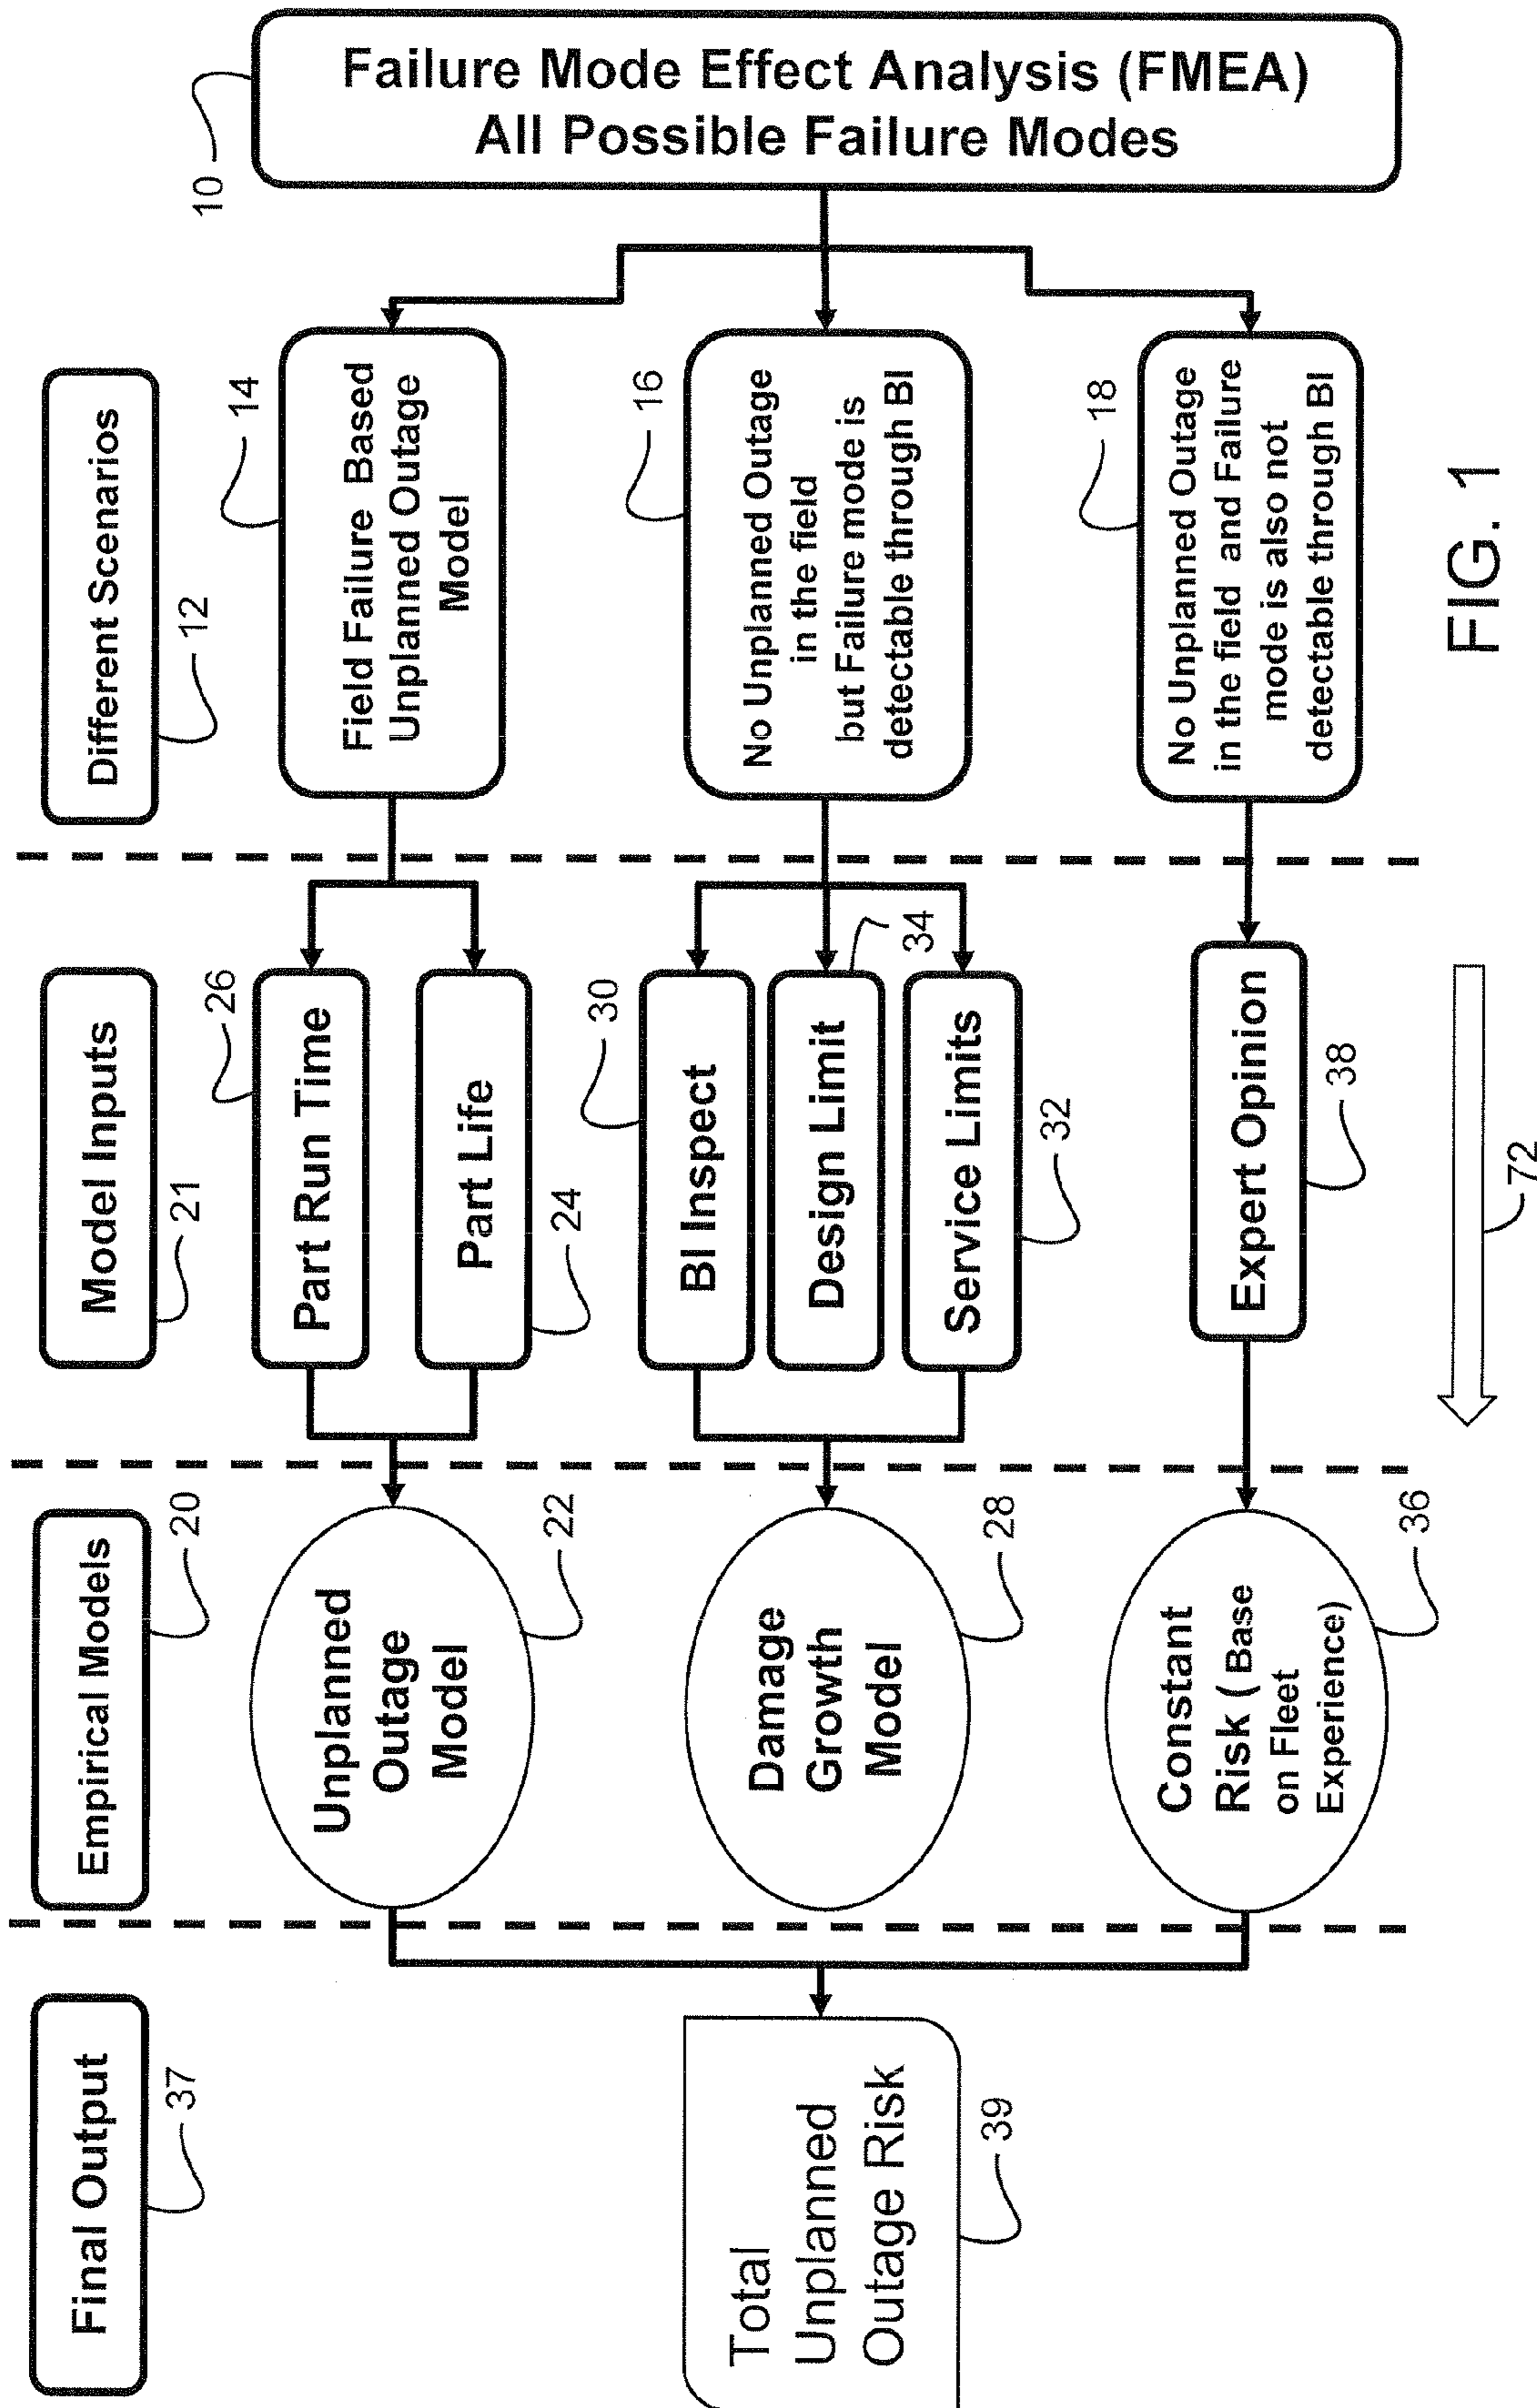 Failure Mode Effect Analysis (FMEA)
All Possible Failure Modes
10
Different Scenarios
12
Field Failure Based
Unplanned Outage
Model
14
No Unplanned Outage
in the field
but Failure mode is
detectable through BI
16
No Unplanned Outage
in the field and Failure
mode is also not
detectable through BI
18
Model Inputs
21
Part Run Time
26
Part Life
24
BI Inspect
30
Design Limit
34
Service Limits
32
Expert Opinion
38
72
Empirical Models
20
Unplanned
Outage
Model
22
Damage
Growth
Model
28
Constant
Risk ( Base
on Fleet
Experience)
36
Final Output
37
Total
Unplanned
Outage Risk
39
FIG. 1